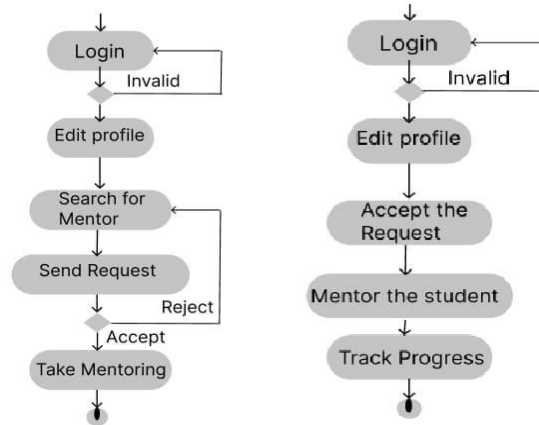 Login
Invalid
Edit profile
Search for
Mentor
Send Request
Reject
Accept
Take Mentoring
Login
Invalid
Edit profile
Accept the
Request
Mentor the student
Track Progress